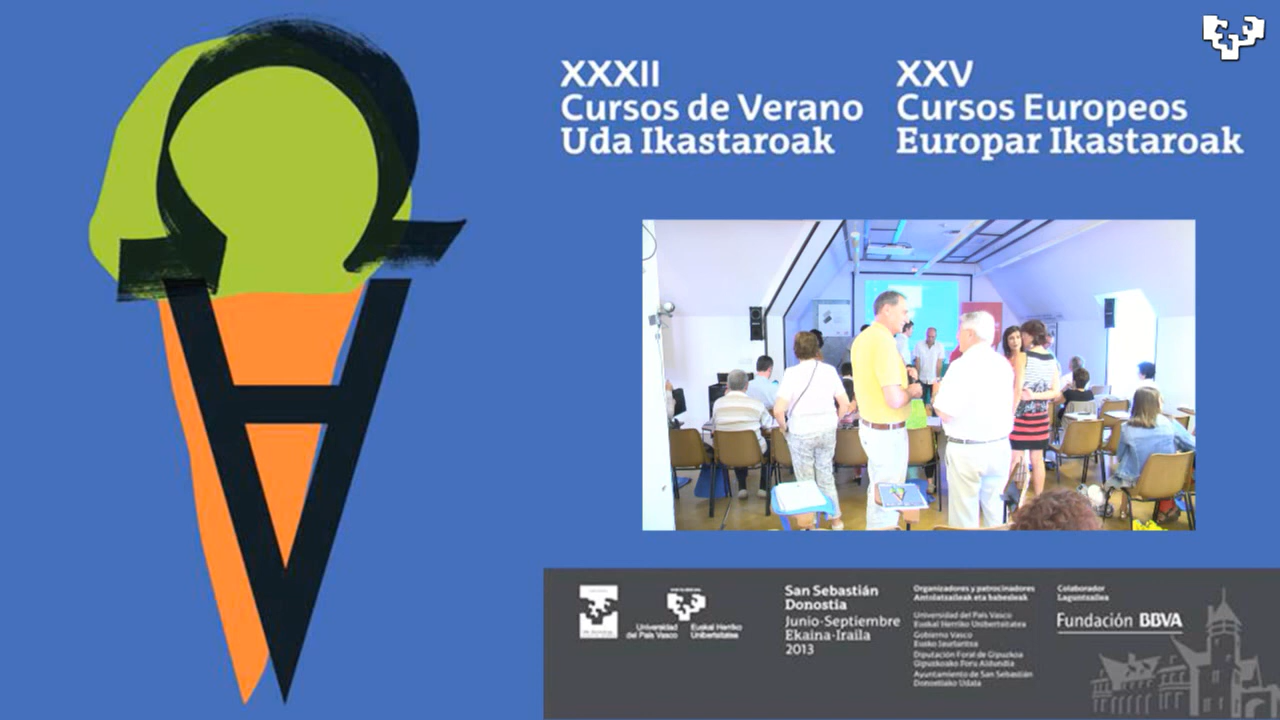 XXXII
Cursos de Verano
Uda Ikastaroak
XXV
Cursos Europeos
Europar Ikastaroak
Universidad
del País Vasco
Euskal Herriko
Unibertsitatea
San Sebastián
Donostia
Junio·Septiembre
Ekaina·Iraila
2013
Organizadores y patrocinadores
Antolatzaileak eta babesleak
Universidad del País Vasco
Euskal Herriko Unibertsitatea
Gobierno Vasco
Eusko Jaurlaritza
Diputación Foral de Gipuzkoa
Gipuzkoako Foru Aldundia
Ayuntamiento de San Sebastián
Donostiako Udala
Colaborador
Laguntzailea
Fundación BBVA